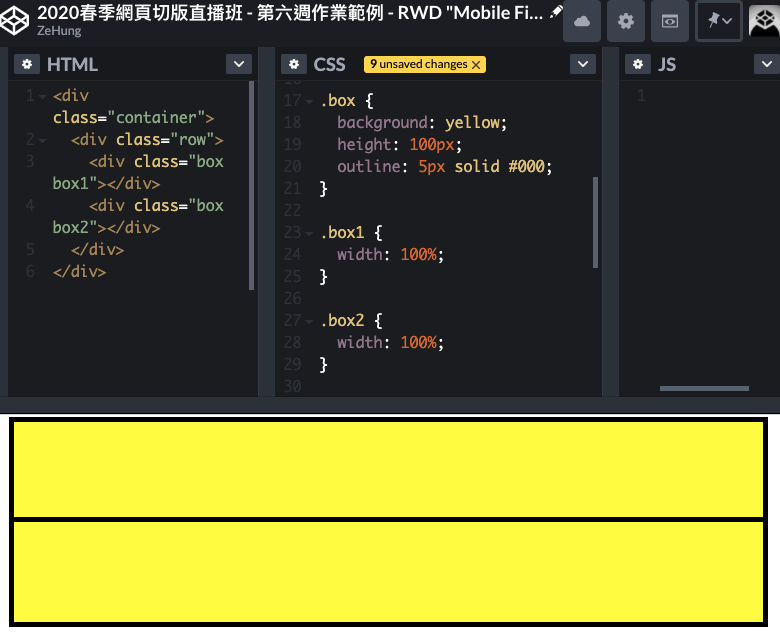 2020春季網頁切版直播班 - 第六週作業範例 - RWD "Mobile Fi...
ZeHung
HTML
1 <div
class="container">
2 <div class="row">
3 <div class="box
box1"></div>
4 <div class="box
box2"></div>
5 </div>
6 </div>
CSS
9 unsaved changes ×
16
17 .box {
18 background: yellow;
19 height: 100px;
20 outline: 5px solid #000;
21 }
22
23 .box1 {
24 width: 100%;
25 }
26
27 .box2 {
28 width: 100%;
29 }
30
JS
1